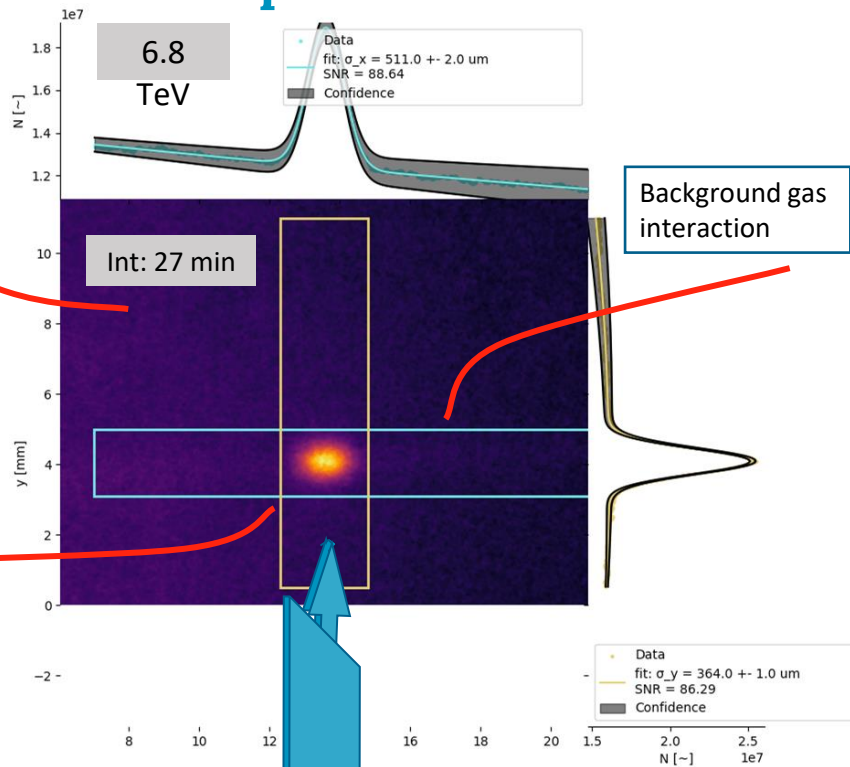 1e7
6.8
TeV
Data
fit: σ_x = 511.0 +- 2.0 um
SNR = 88.64
Confidence
N [~]
1.8
1.6
1.4
1.2
Background gas
interaction
Int: 27 min
y [mm]
10
8
6
4
2
0
−2
Data
fit: σ_y = 364.0 +- 1.0 um
SNR = 86.29
Confidence
8
10
12
16
18
20
1.5
2.0
2.5
N [~]
1e7